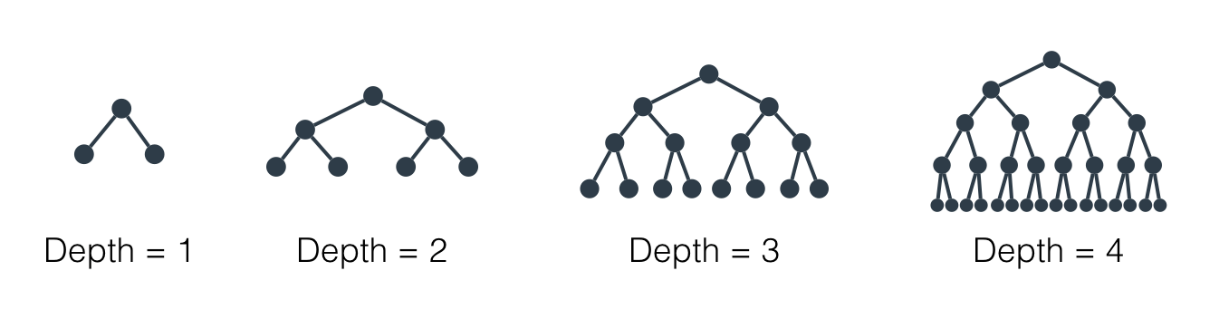 Depth = 1
Depth = 2
Depth = 3
Depth = 4